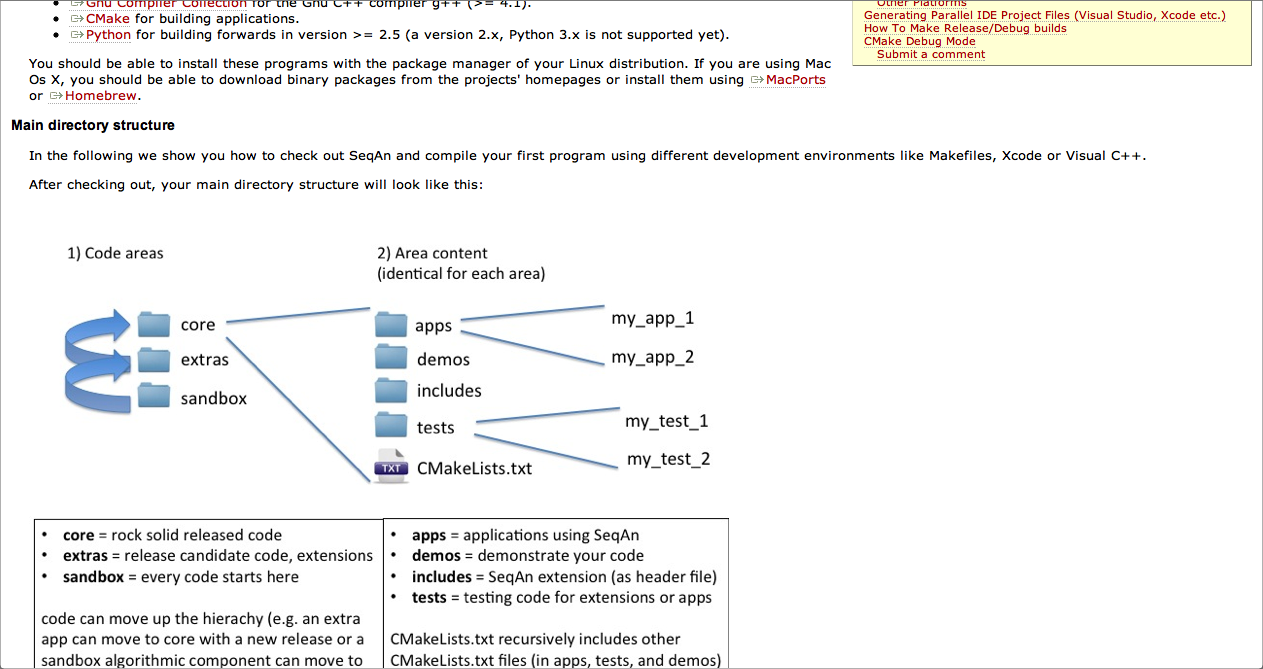 Gnu Compiler Collection for the Gnu C++ compiler g++ (>= 4.1).
CMake for building applications.
Python for building forwards in version >= 2.5 (a version 2.x, Python 3.x is not supported yet).
Other Platforms
Generating Parallel IDE Project Files (Visual Studio, Xcode etc.)
How To Make Release/Debug builds
CMake Debug Mode
Submit a comment
You should be able to install these programs with the package manager of your Linux distribution. If you are using Mac
Os X, you should be able to download binary packages from the projects' homepages or install them using MacPorts
or Homebrew.
Main directory structure
In the following we show you how to check out SeqAn and compile your first program using different development environments like Makefiles, Xcode or Visual C++.
After checking out, your main directory structure will look like this:
1) Code areas
core
extras
sandbox
2) Area content
(identical for each area)
apps
demos
includes
tests
TXT CMakeLists.txt
my_app_1
my_app_2
my_test_1
my_test_2
• core = rock solid released code
• extras = release candidate code, extensions
• sandbox = every code starts here
code can move up the hierachy (e.g. an extra
app can move to core with a new release or a
sandbox algorithmic component can move to
• apps = applications using SeqAn
• demos = demonstrate your code
• includes = SeqAn extension (as header file)
• tests = testing code for extensions or apps
CMakeLists.txt recursively includes other
CMakeLists.txt files (in apps, tests, and demos)